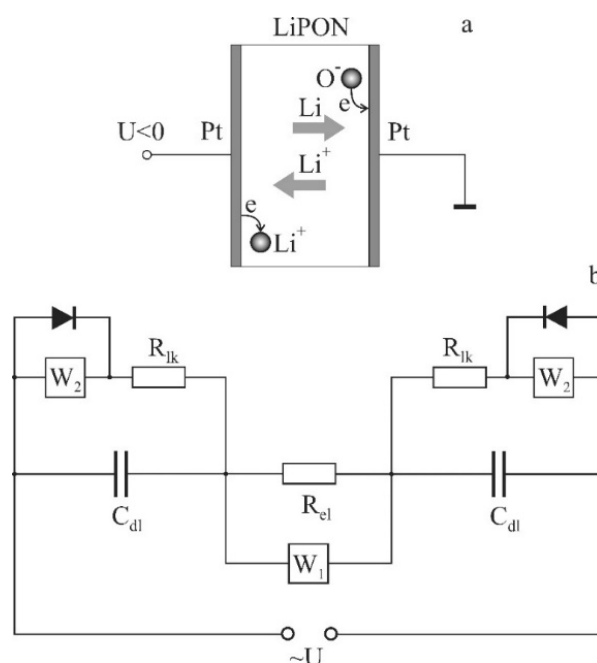 LiPON
a
O⁻
e
Li
U<0
Pt
Pt
Li⁺
e
Li⁺
b
R_lk
R_lk
W₂
W₂
C_dl
R_el
C_dl
W₁
~U